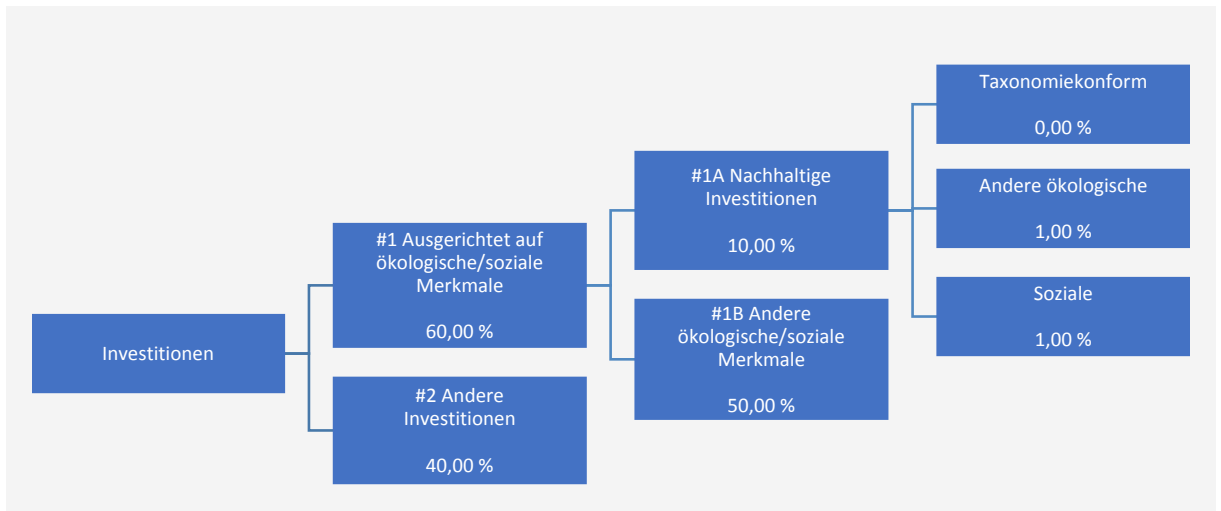 Investitionen
#1 Ausgerichtet auf
ökologische/soziale
Merkmale
60,00 %
#2 Andere
Investitionen
40,00 %
#1A Nachhaltige
Investitionen
10,00 %
#1B Andere
ökologische/soziale
Merkmale
50,00 %
Taxonomiekonform
0,00 %
Andere ökologische
1,00 %
Soziale
1,00 %